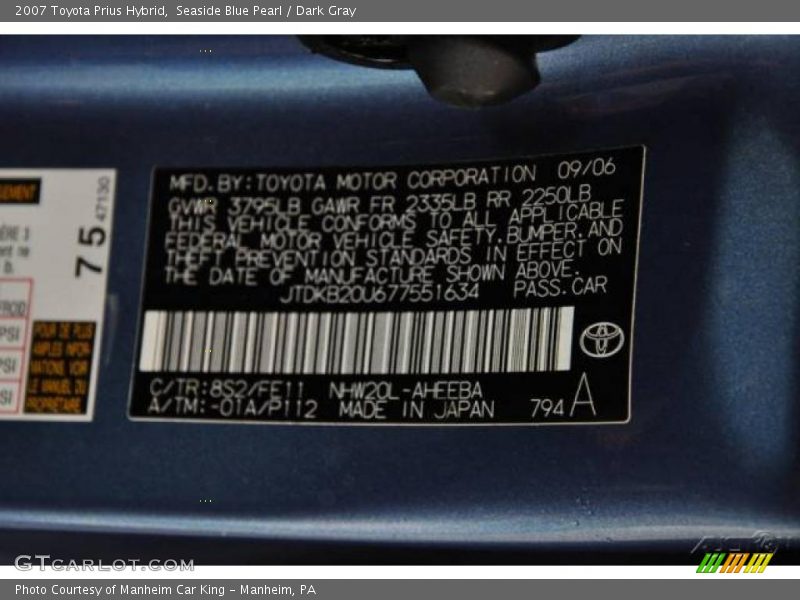 2007 Toyota Prius Hybrid, Seaside Blue Pearl / Dark Gray
MFD. BY: TOYOTA MOTOR CORPORATION 09/06
GVWR 3795LB GAWR FR 2335LB RR 2250LB
THIS VEHICLE CONFORMS TO ALL APPLICABLE
FEDERAL MOTOR VEHICLE SAFETY, BUMPER, AND
THEFT PREVENTION STANDARDS IN EFFECT ON
THE DATE OF MANUFACTURE SHOWN ABOVE.
JTDKB20U677551634 PASS. CAR
C/TR: 8S2/FE11 NHW20L-AHEEBA
A/TM: -01A/P112 MADE IN JAPAN 794 A
75
47130
PSI
PSI
GTcarlot.com
Photo Courtesy of Manheim Car King - Manheim, PA